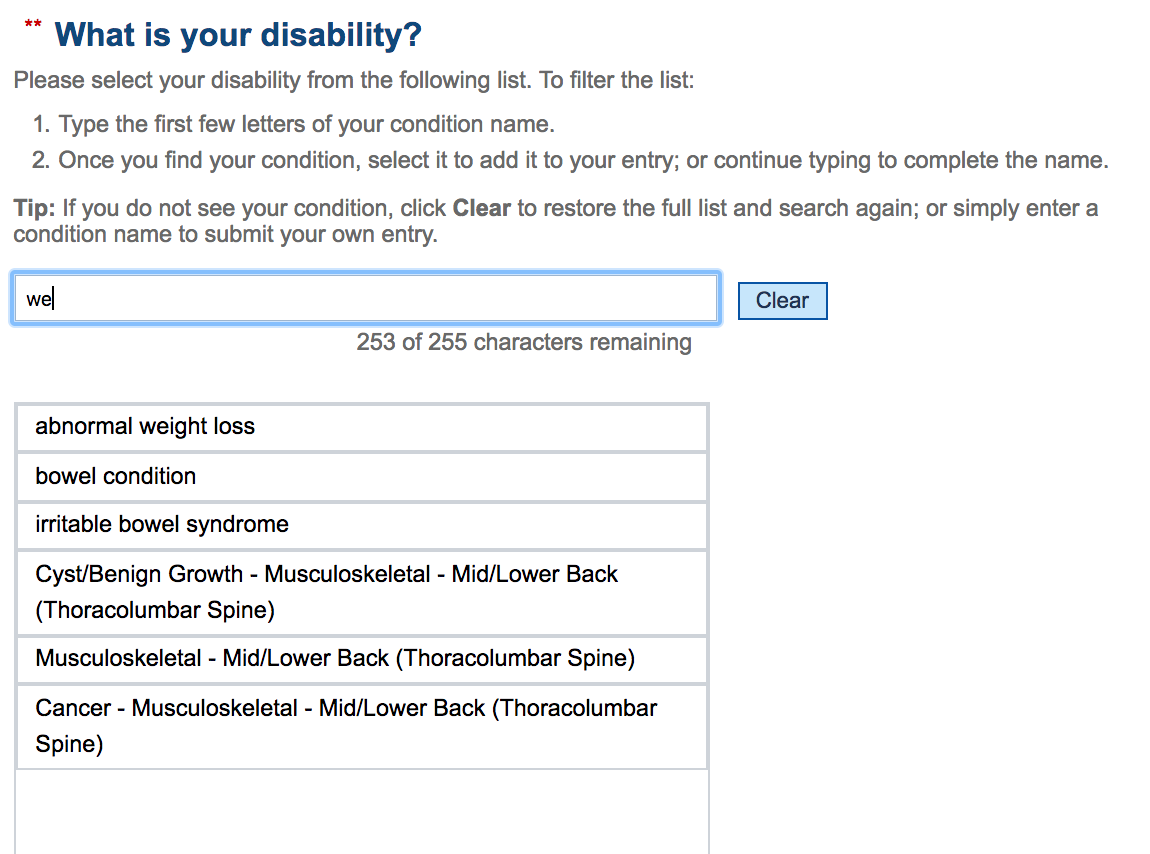 ** What is your disability?
Please select your disability from the following list. To filter the list:
1. Type the first few letters of your condition name.
2. Once you find your condition, select it to add it to your entry; or continue typing to complete the name.
Tip: If you do not see your condition, click Clear to restore the full list and search again; or simply enter a
condition name to submit your own entry.
we
Clear
253 of 255 characters remaining
abnormal weight loss
bowel condition
irritable bowel syndrome
Cyst/Benign Growth - Musculoskeletal - Mid/Lower Back
(Thoracolumbar Spine)
Musculoskeletal - Mid/Lower Back (Thoracolumbar Spine)
Cancer - Musculoskeletal - Mid/Lower Back (Thoracolumbar
Spine)